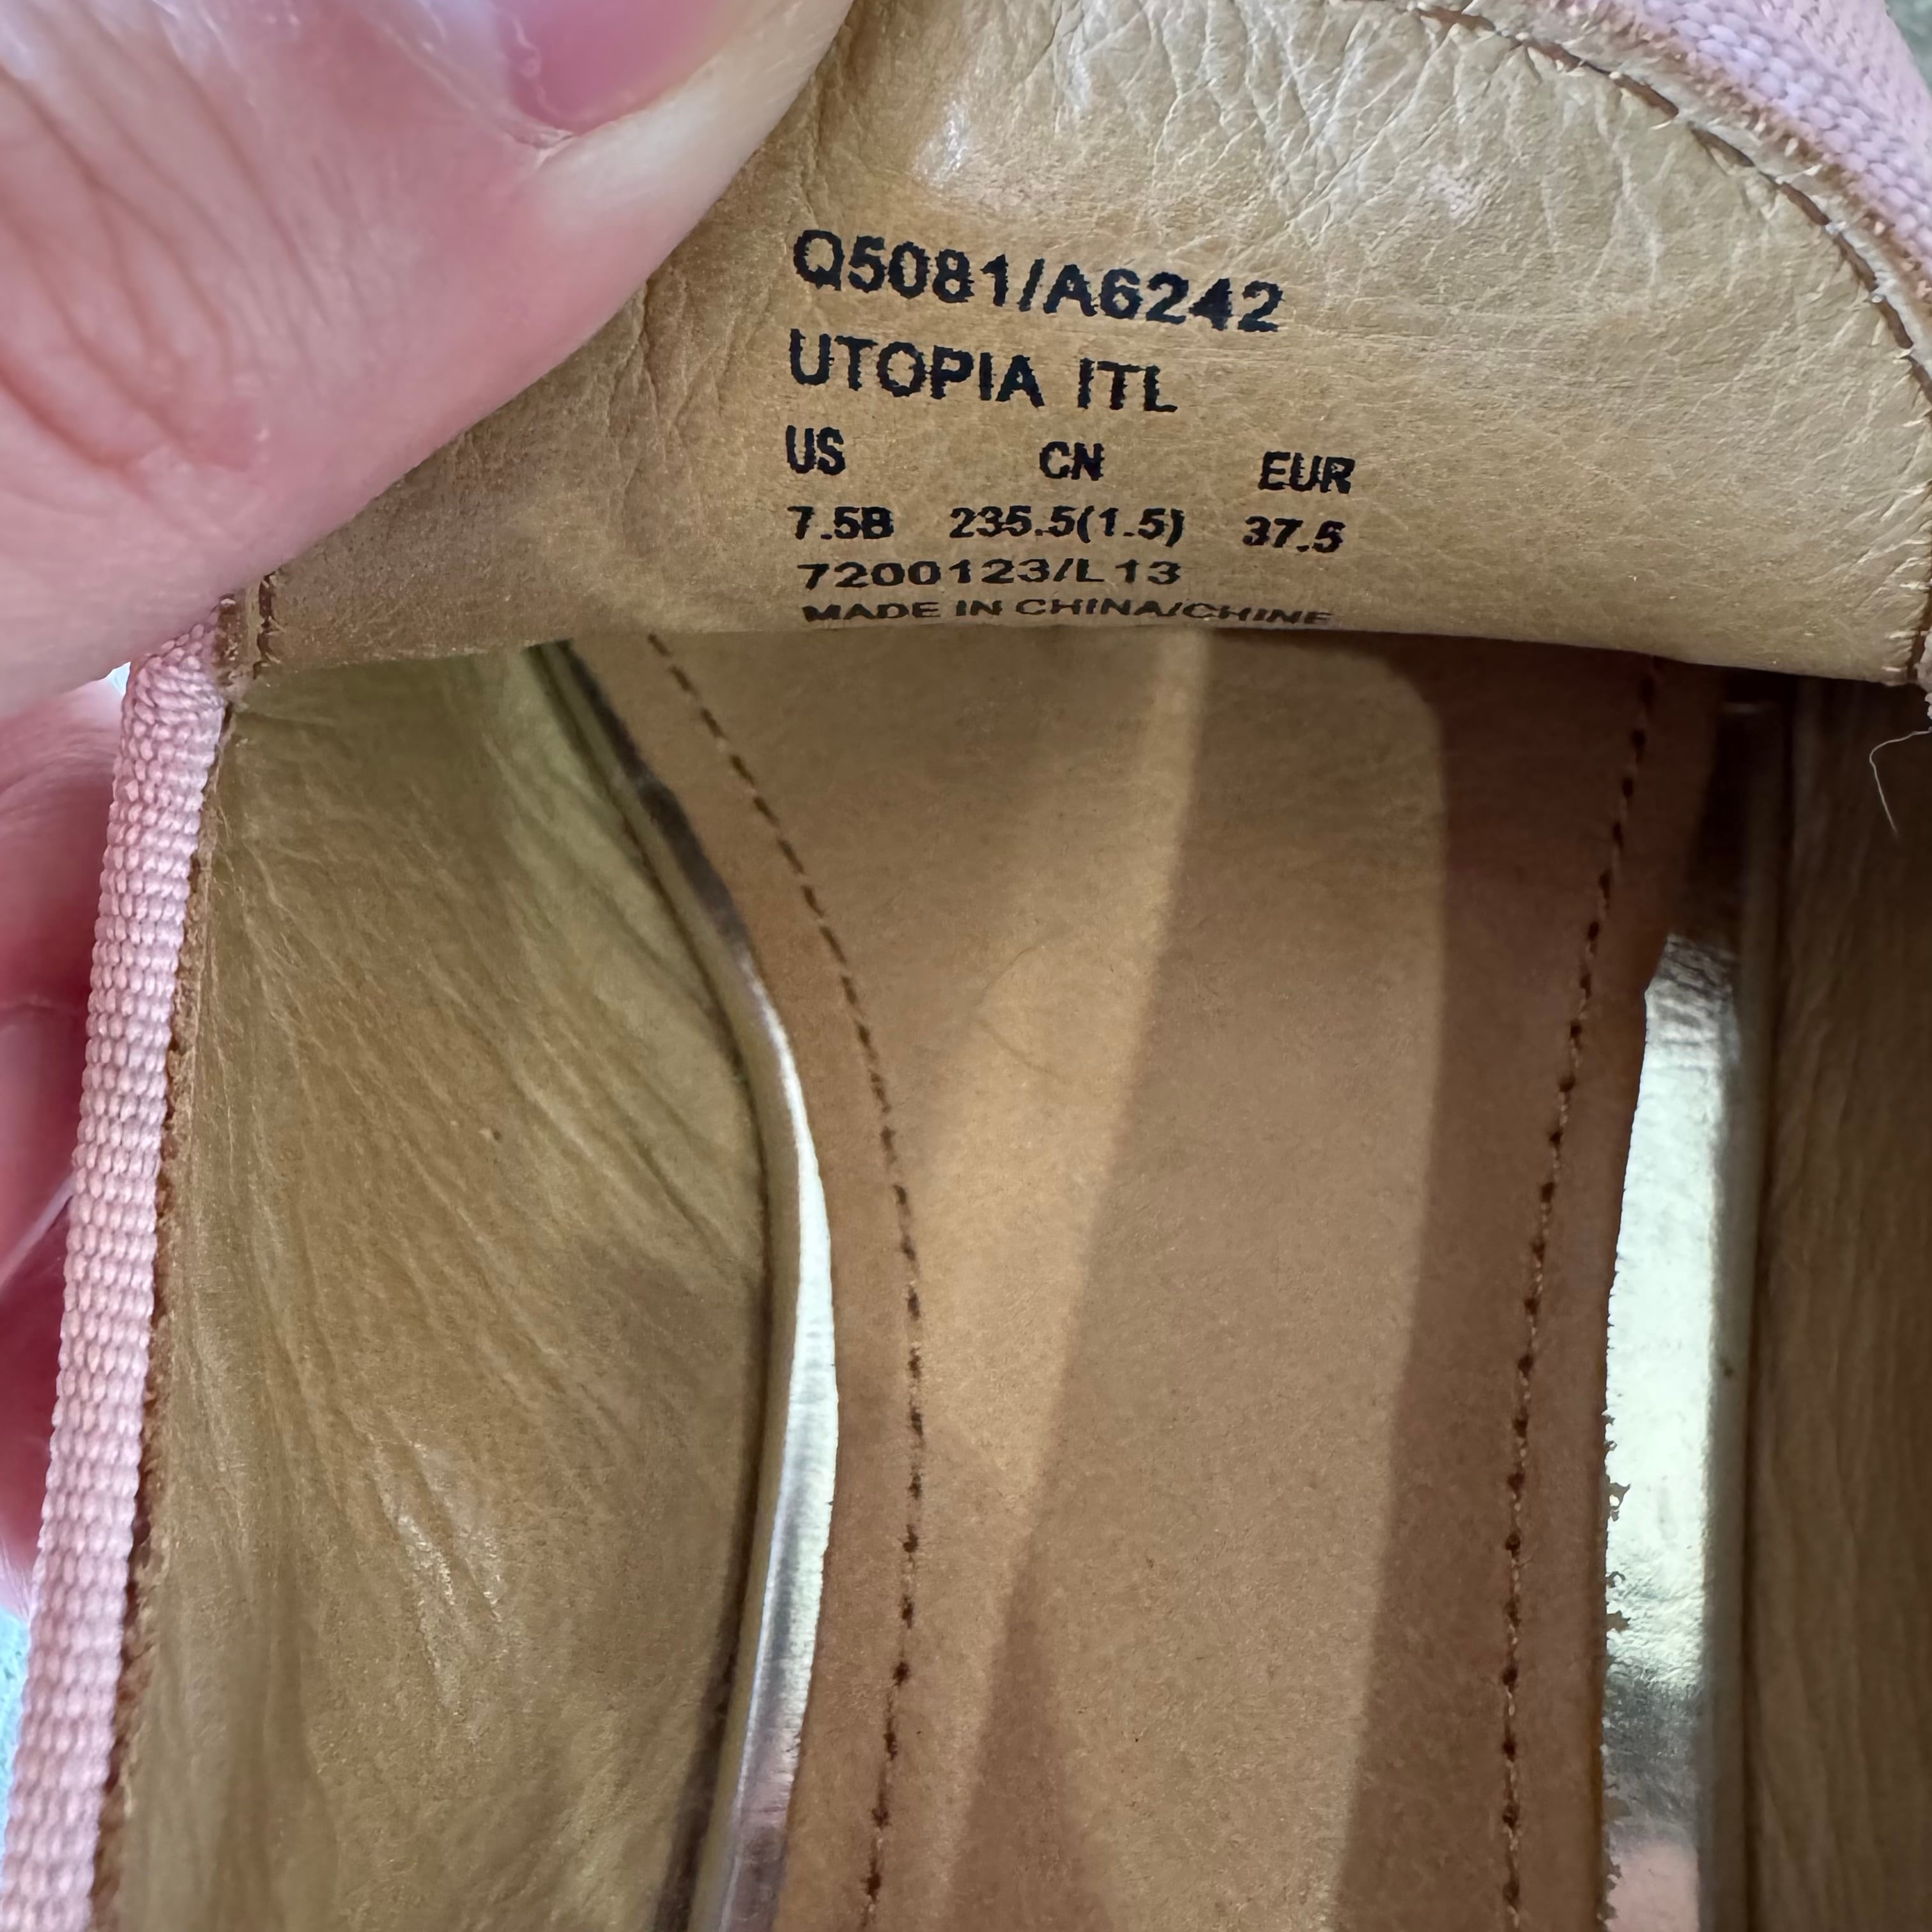 Q5081/A6242
UTOPIA ITL
US CN EUR
7.5B 235.5(1.5) 37.5
7200123/L13
MADE IN CHINA/CHINE